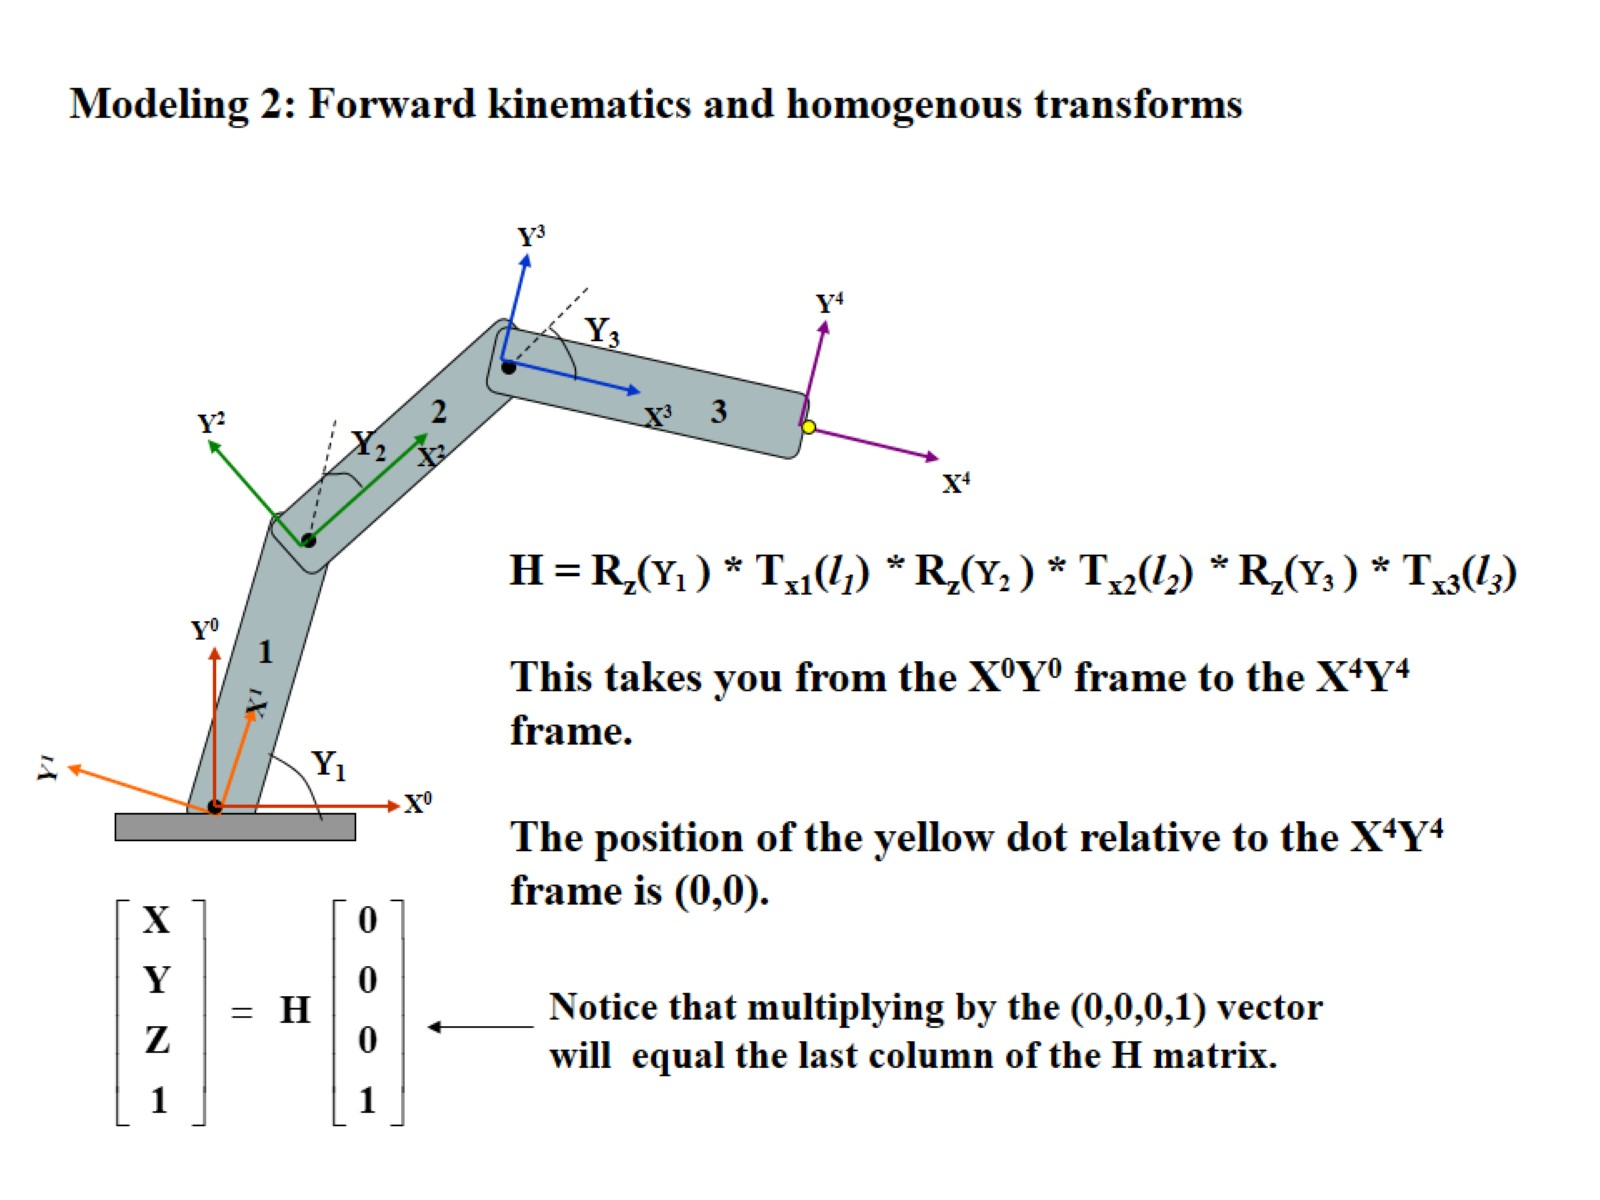 Modeling 2: Forward kinematics and homogenous transforms
Y³
Y⁴
Y₃
X³
3
2
Y²
Y₂
X²
X⁴
H = R_z(Y₁ ) * T_x1(l₁) * R_z(Y₂ ) * T_x2(l₂) * R_z(Y₃ ) * T_x3(l₃)
Y⁰
1
X¹
Y¹
Y₁
X⁰
This takes you from the X⁰Y⁰ frame to the X⁴Y⁴
frame.
The position of the yellow dot relative to the X⁴Y⁴
frame is (0,0).
X 0
Y 0
= H
Z 0
1 1
Notice that multiplying by the (0,0,0,1) vector
will equal the last column of the H matrix.